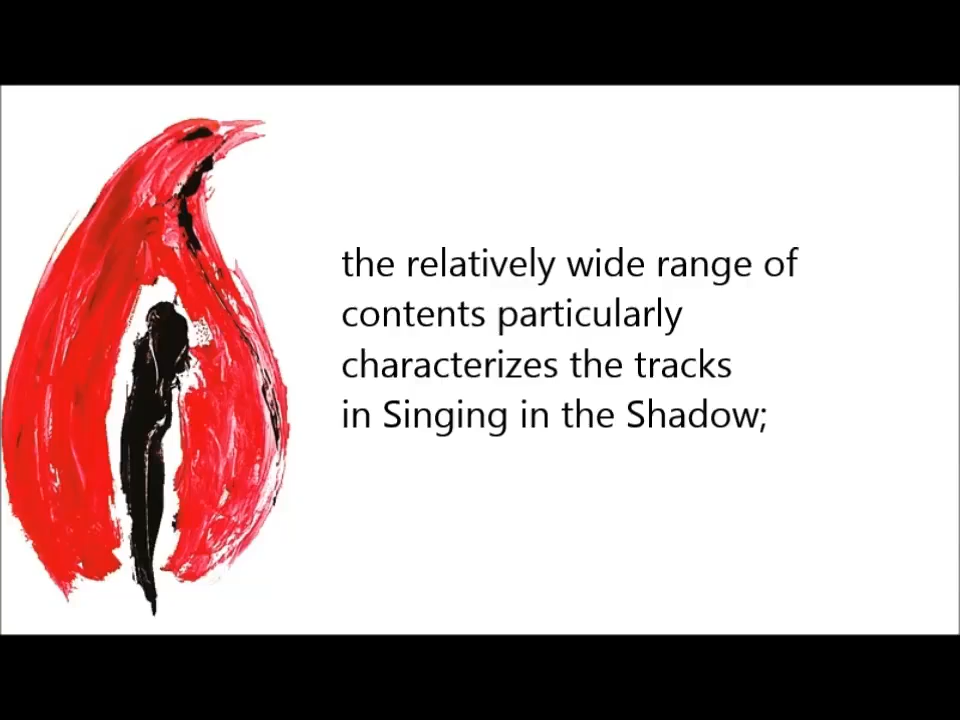 the relatively wide range of
contents particularly
characterizes the tracks
in Singing in the Shadow;